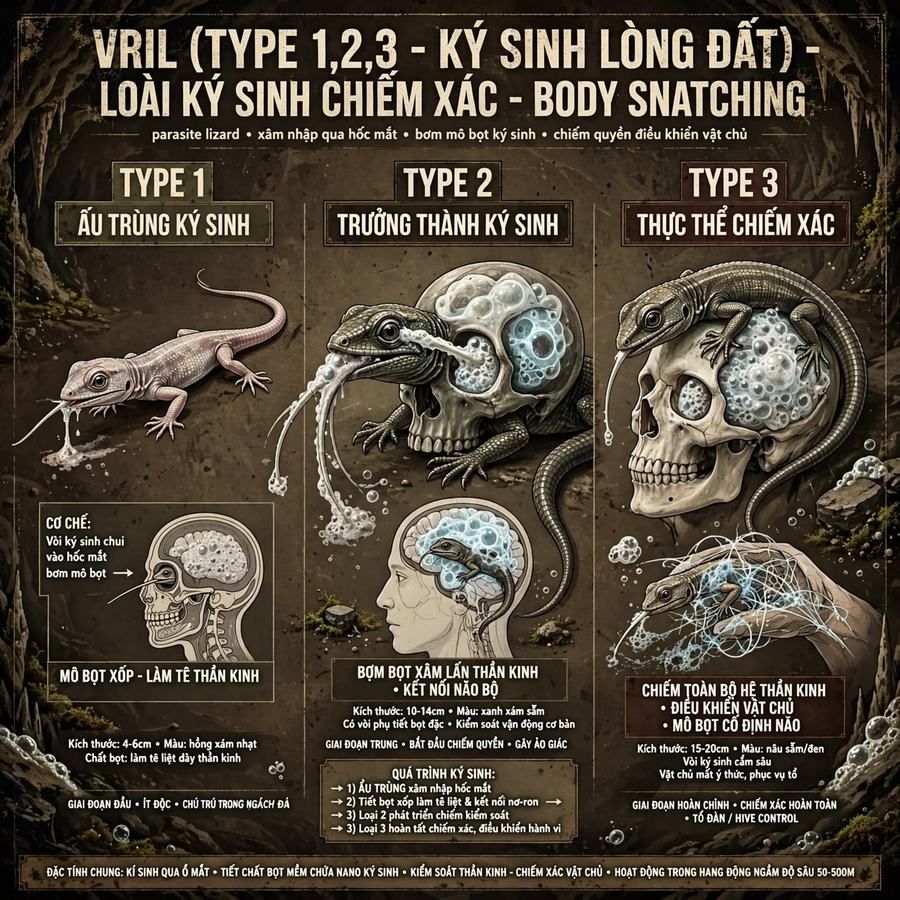 VRIL (TYPE 1,2,3 - KÝ SINH LÒNG ĐẤT) -
LOÀI KÝ SINH CHIẾM XÁC - BODY SNATCHING
parasite lizard • xâm nhập qua hốc mắt • bơm mô bọt ký sinh • chiếm quyền điều khiển vật chủ
TYPE 1
ẤU TRÙNG KÝ SINH
CƠ CHẾ:
Vòi ký sinh chui
vào hốc mắt
bơm mô bọt →
MÔ BỌT XỐP - LÀM TÊ THẦN KINH
Kích thước: 4-6cm • Màu: hồng xám nhạt
Chất bọt: làm tê liệt dây thần kinh
GIAI ĐOẠN ĐẦU • ÍT ĐỘC • CHÚ TRÚ TRONG NGÁCH ĐÁ
TYPE 2
TRƯỞNG THÀNH KÝ SINH
BỢM BỌT XÂM LẤN THẦN KINH
• KẾT NỐI NÃO BỘ
Kích thước: 10-14cm • Màu: xanh xám sẫm
Có vòi phụ tiết bọt đặc • Kiểm soát vận động cơ bản
GIAI ĐOẠN TRUNG • BẮT ĐẦU CHIẾM QUYỀN • GÂY ẢO GIÁC
QUÁ TRÌNH KÝ SINH:
→ 1) ẤU TRÙNG xâm nhập hốc mắt
→ 2) Tiết bọt xốp làm tê liệt & kết nối nơ-ron →
→ 3) Loại 2 phát triển chiếm kiểm soát
→ 3) Loại 3 hoàn tất chiếm xác, điều khiển hành vi
TYPE 3
THỰC THỂ CHIẾM XÁC
CHIẾM TOÀN BỘ HỆ THẦN KINH
• ĐIỀU KHIỂN VẬT CHỦ
• MÔ BỌT CỐ ĐỊNH NÃO
Kích thước: 15-20cm • Màu: nâu sẫm/đen
Vòi ký sinh cắm sâu
Vật chủ mất ý thức, phục vụ tổ
GIAI ĐOẠN HOÀN CHỈNH • CHIẾM XÁC HOÀN TOÀN
• TỔ ĐÀN / HIVE CONTROL
ĐẶC TÍNH CHUNG: KÍ SINH QUA Ổ MẮT • TIẾT CHẤT BỌT MỀM CHỨA NANO KÝ SINH • KIỂM SOÁT THẦN KINH - CHIẾM XÁC VẬT CHỦ • HOẠT ĐỘNG TRONG HANG ĐỘNG NGẦM ĐỘ SÂU 50-500M